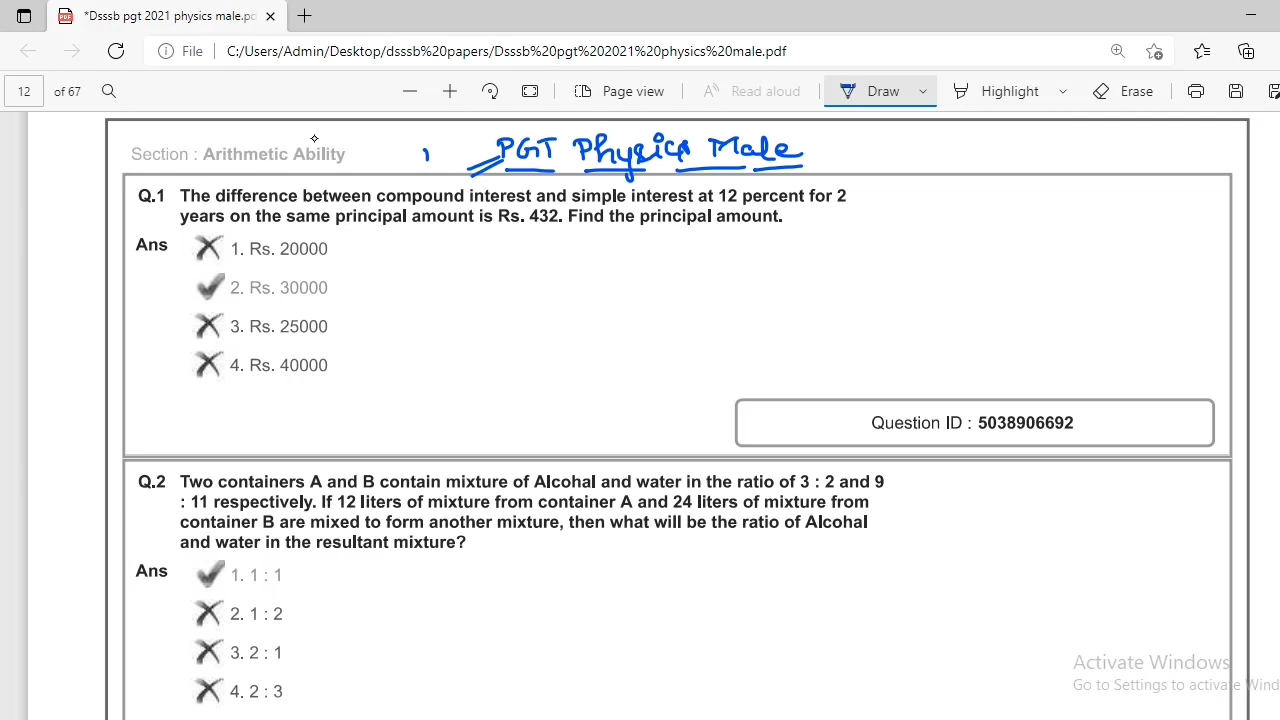 *Dsssb pgt 2021 physics male.pd
File C:/Users/Admin/Desktop/dsssb%20papers/Dsssb%20pgt%202021%20physics%20male.pdf
12 of 67 Page view Read aloud Draw Highlight Erase
PGT Physics Male
Section : Arithmetic Ability
Q.1 The difference between compound interest and simple interest at 12 percent for 2
years on the same principal amount is Rs. 432. Find the principal amount.
Ans 1. Rs. 20000
2. Rs. 30000
3. Rs. 25000
4. Rs. 40000
Question ID : 5038906692
Q.2 Two containers A and B contain mixture of Alcohal and water in the ratio of 3 : 2 and 9
: 11 respectively. If 12 liters of mixture from container A and 24 liters of mixture from
container B are mixed to form another mixture, then what will be the ratio of Alcohal
and water in the resultant mixture?
Ans 1. 1 : 1
2. 1 : 2
3. 2 : 1
4. 2 : 3
Activate Windows
Go to Settings to activate Wind